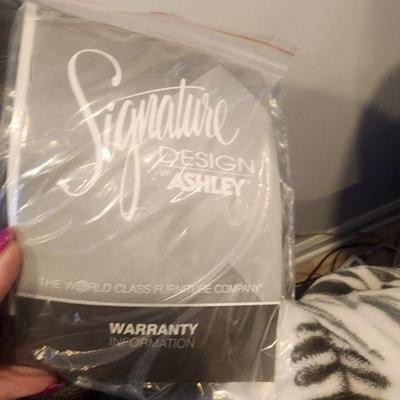 Signature
DESIGN
BY ASHLEY
THE WORLD CLASS FURNITURE COMPANY
WARRANTY
INFORMATION